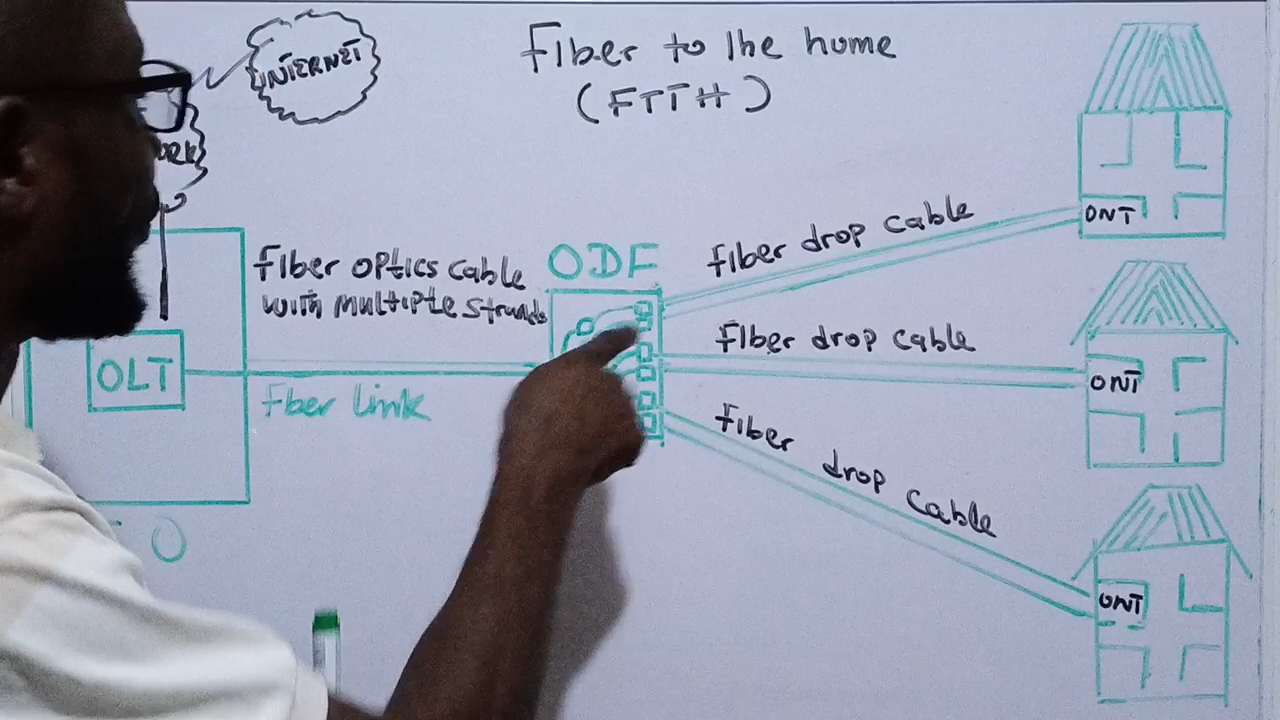 Fiber to the home
(FTTH)
INTERNET
ORK
Fiber optics cable
with multiple strands
ODF
OLT
Fiber link
O
fiber drop cable
Fiber drop cable
Fiber drop cable
ONT
ONT
ONT